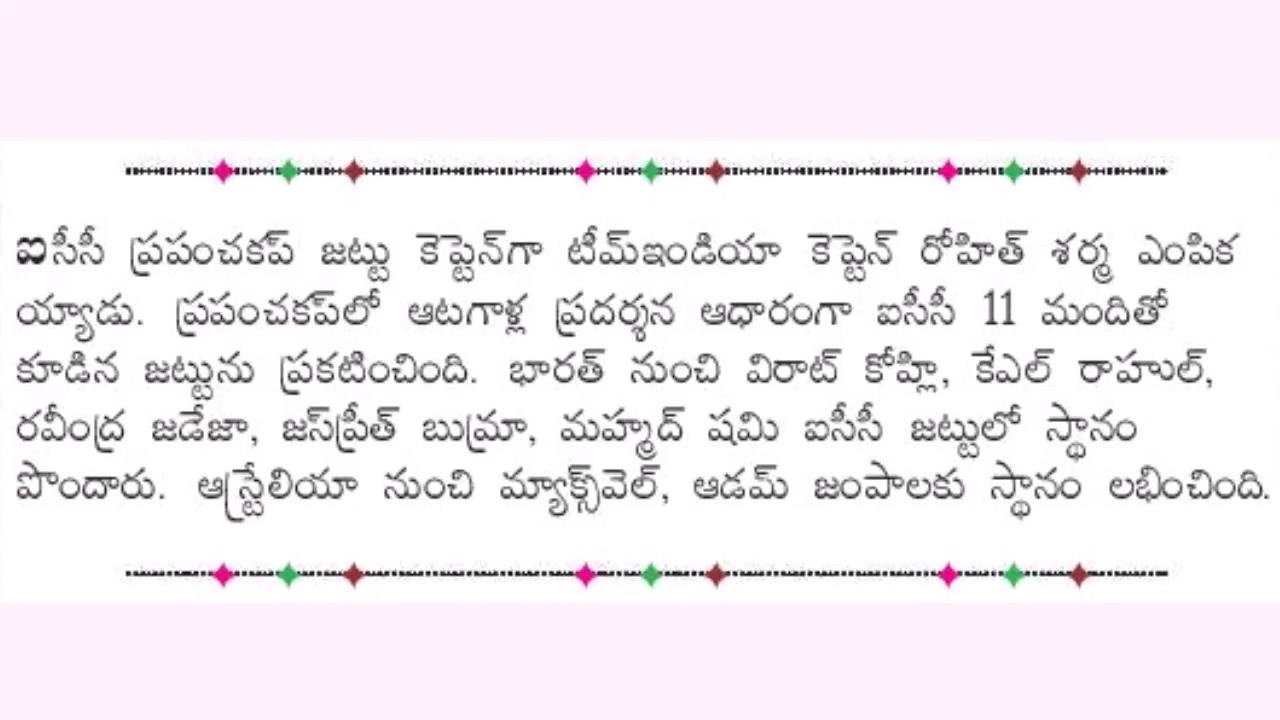 ఐసీసీ ప్రపంచకప్ జట్టు కెప్టెన్‌గా టీమ్ఇండియా కెప్టెన్ రోహిత్ శర్మ ఎంపిక
య్యాడు. ప్రపంచకప్‌లో ఆటగాళ్ల ప్రదర్శన ఆధారంగా ఐసీసీ 11 మందితో
కూడిన జట్టును ప్రకటించింది. భారత్ నుంచి విరాట్ కోహ్లి, కేఎల్ రాహుల్,
రవీంద్ర జడేజా, జస్‌ప్రీత్ బుమ్రా, మహ్మద్ షమి ఐసీసీ జట్టులో స్థానం
పొందారు. ఆస్ట్రేలియా నుంచి మ్యాక్స్‌వెల్, ఆడమ్ జంపాలకు స్థానం లభించింది.